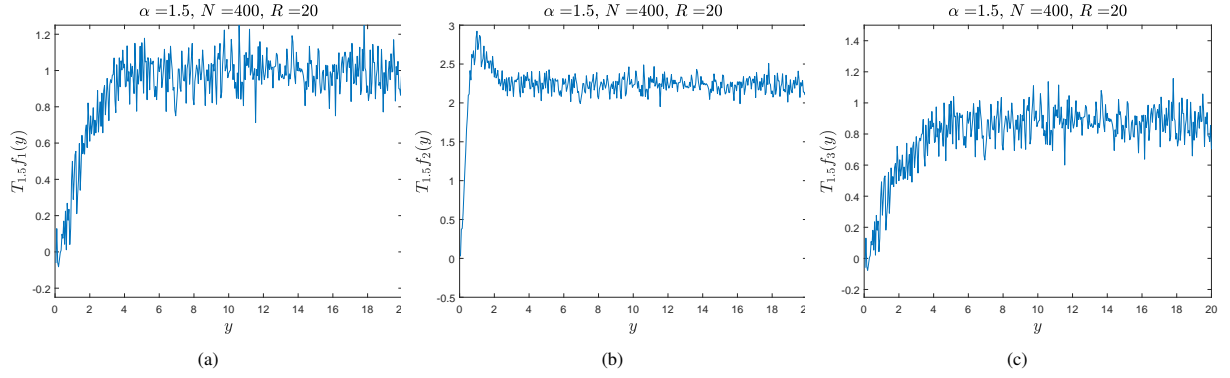 α =1.5, N =400, R =20
1.2
1
0.8
0.6
0.4
0.2
0
-0.2
T1.5f1(y)
0 2 4 6 8 10 12 14 16 18 2
y
(a)
α =1.5, N =400, R =20
3
2.5
2
1.5
1
0.5
0
-0.5
T1.5f2(y)
0 2 4 6 8 10 12 14 16 18 2
y
(b)
α =1.5, N =400, R =20
1.4
1.2
1
0.8
0.6
0.4
0.2
0
-0.2
T1.5f3(y)
0 2 4 6 8 10 12 14 16 18 20
y
(c)